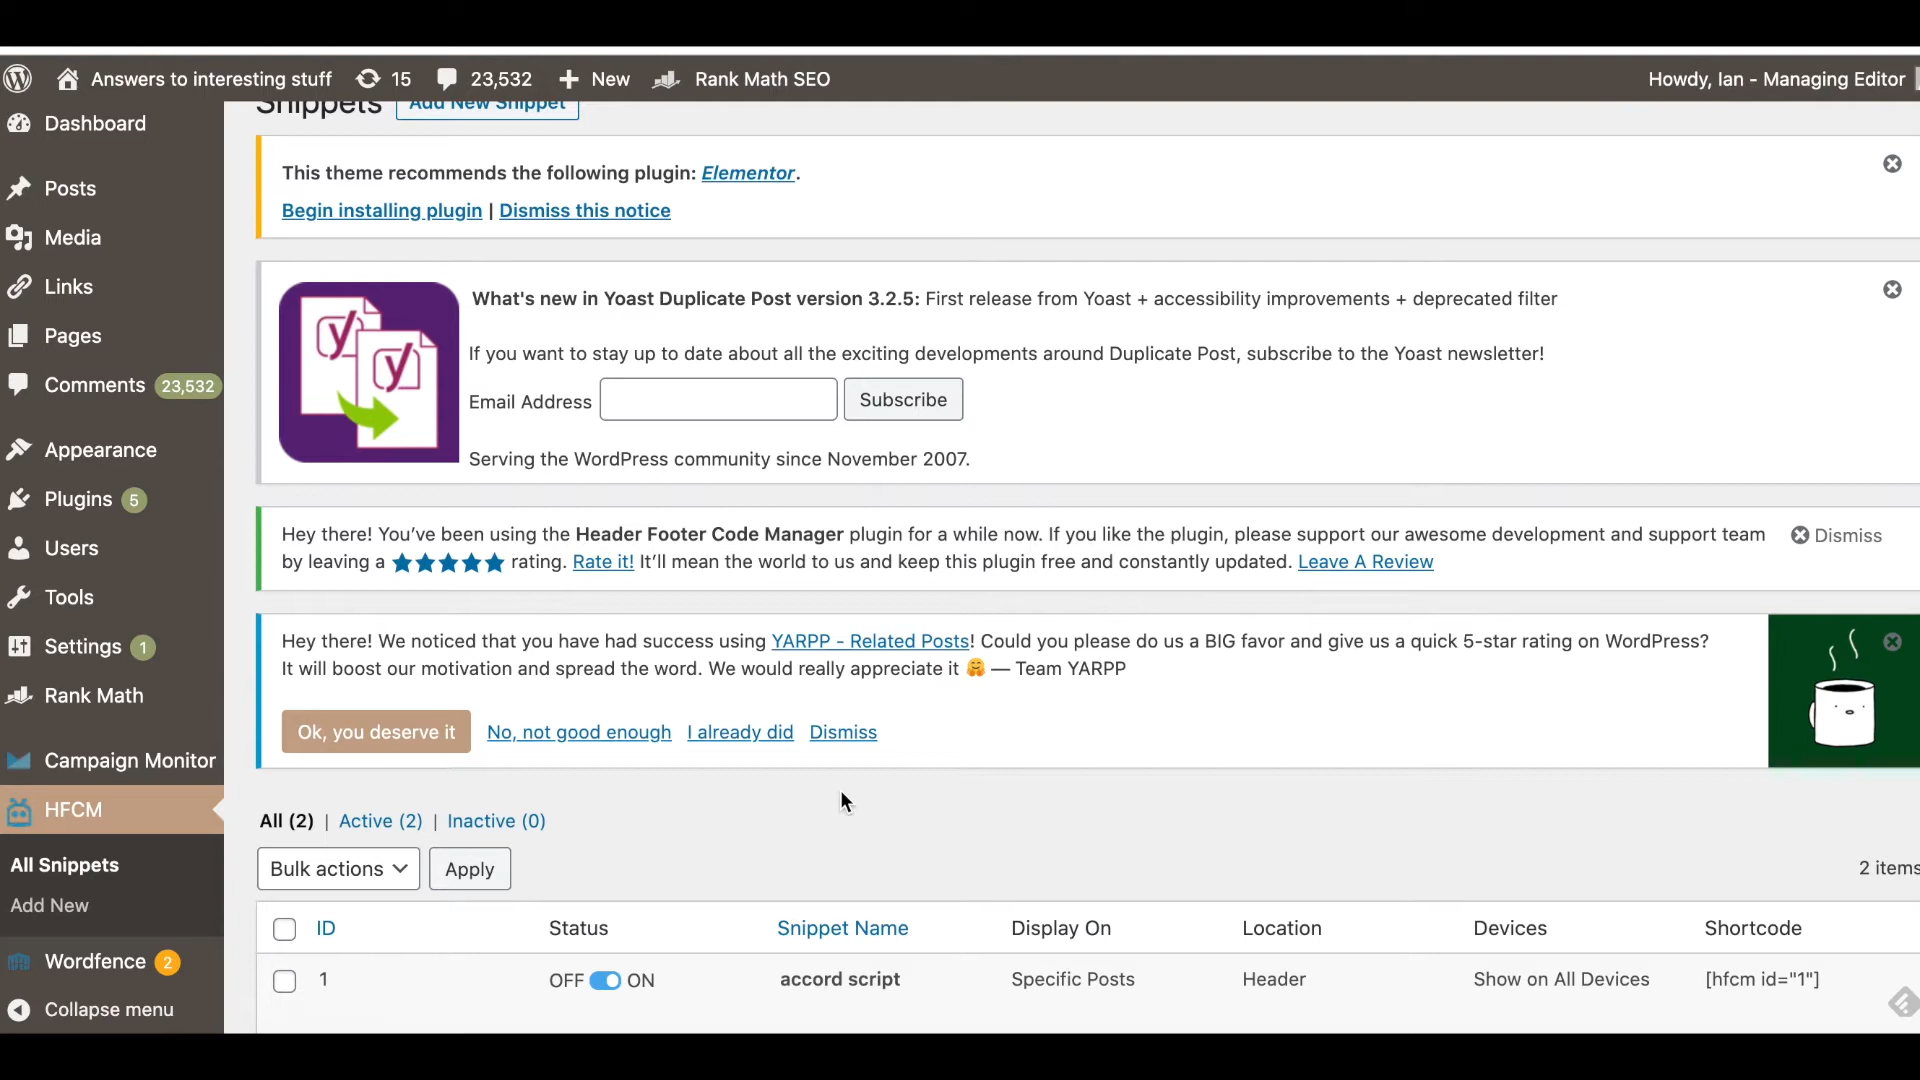 Answers to interesting stuff 15 23,532 New Rank Math SEO Howdy, Ian - Managing Editor
Snippets Add New Snippet
Dashboard
Posts
Media
Links
Pages
Comments 23,532
Appearance
Plugins 5
Users
Tools
Settings 1
Rank Math
Campaign Monitor
HFCM
All Snippets
Add New
Wordfence 2
Collapse menu
This theme recommends the following plugin: Elementor.
Begin installing plugin | Dismiss this notice
What's new in Yoast Duplicate Post version 3.2.5: First release from Yoast + accessibility improvements + deprecated filter
If you want to stay up to date about all the exciting developments around Duplicate Post, subscribe to the Yoast newsletter!
Email Address Subscribe
Serving the WordPress community since November 2007.
Hey there! You've been using the Header Footer Code Manager plugin for a while now. If you like the plugin, please support our awesome development and support team
by leaving a ★★★★★ rating. Rate it! It'll mean the world to us and keep this plugin free and constantly updated. Leave A Review
Dismiss
Hey there! We noticed that you have had success using YARPP - Related Posts! Could you please do us a BIG favor and give us a quick 5-star rating on WordPress?
It will boost our motivation and spread the word. We would really appreciate it 🤗 — Team YARPP
Ok, you deserve it No, not good enough I already did Dismiss
All (2) | Active (2) | Inactive (0)
Bulk actions Apply 2 items
ID Status Snippet Name Display On Location Devices Shortcode
1 OFF ON accord script Specific Posts Header Show on All Devices [hfcm id="1"]